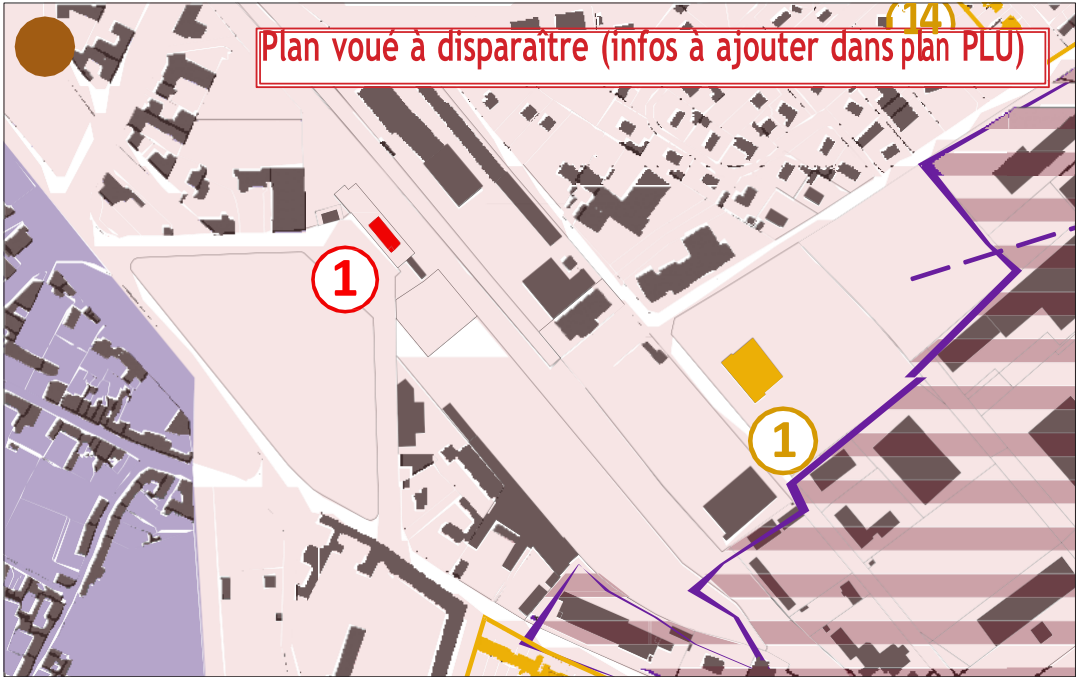 (14)
Plan voué à disparaître (infos à ajouter dans plan PLU)
1
1